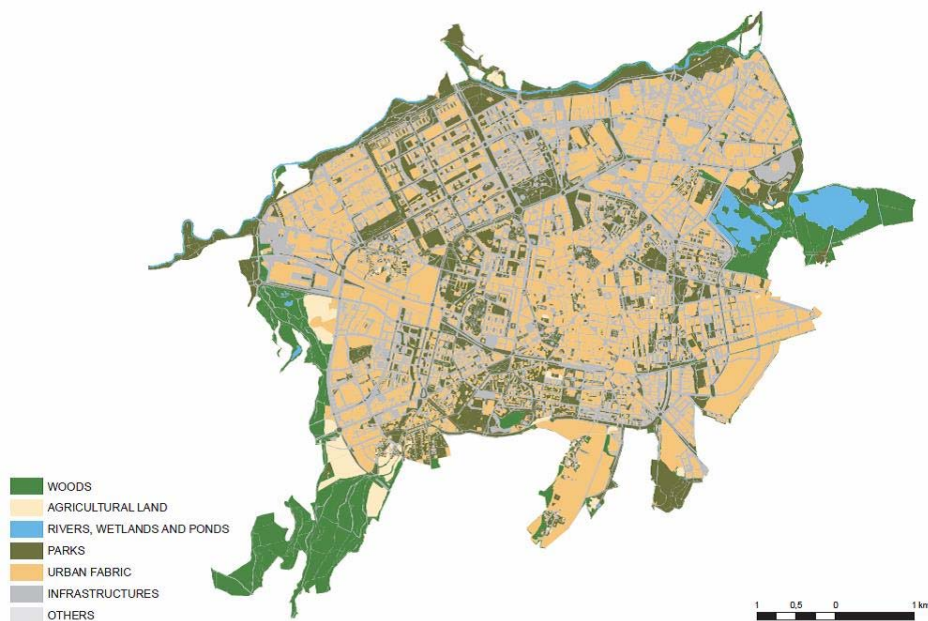 WOODS
AGRICULTURAL LAND
RIVERS, WETLANDS AND PONDS
PARKS
URBAN FABRIC
INFRASTRUCTURES
OTHERS
1 0,5 0 1 km